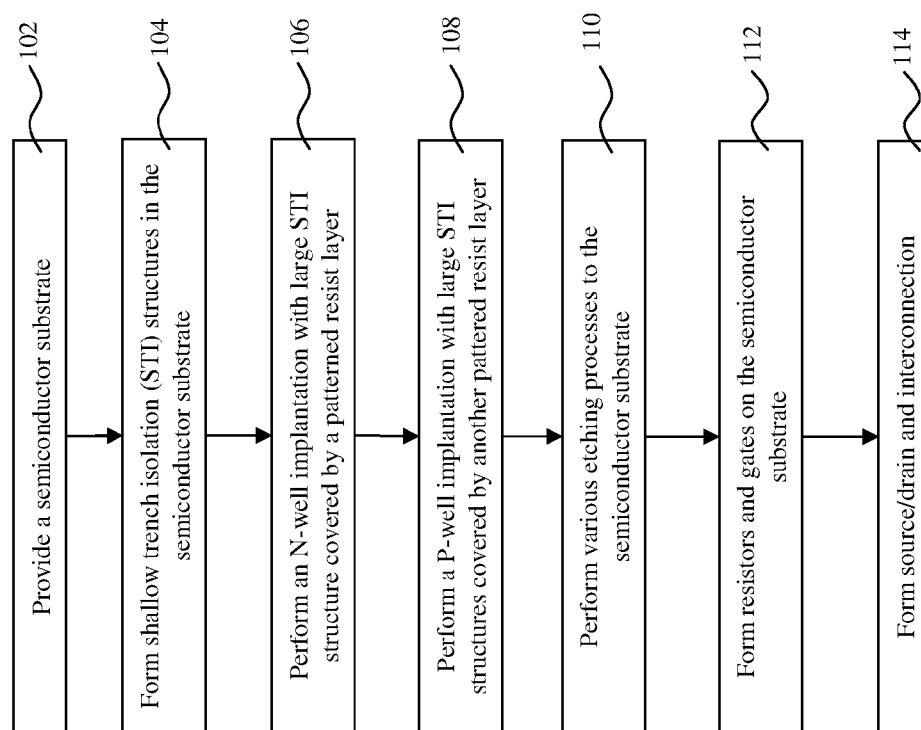 Provide a semiconductor substrate
102
Form shallow trench isolation (STI) structures in the
semiconductor substrate
104
Perform an N-well implantation with large STI
structure covered by a patterned resist layer
106
Perform a P-well implantation with large STI
structures covered by another pattered resist layer
108
Perform various etching processes to the
semiconductor substrate
110
Form resistors and gates on the semiconductor
substrate
112
Form source/drain and interconnection
114